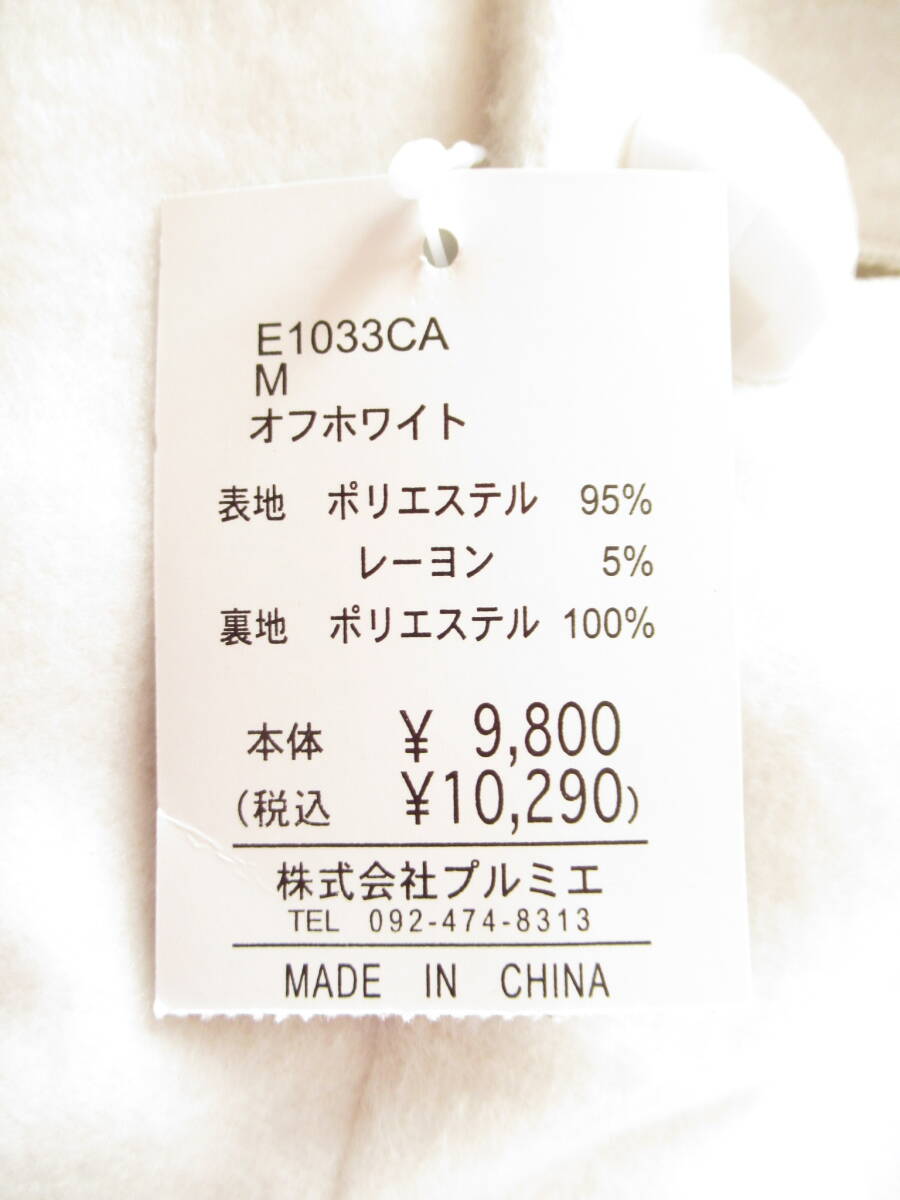 E1033CA
M
オフホワイト
表地 ポリエステル 95%
レーヨン 5%
裏地 ポリエステル 100%
本体 ¥ 9,800
(税込 ¥10,290)
株式会社プルミエ
TEL 092-474-8313
MADE IN CHINA